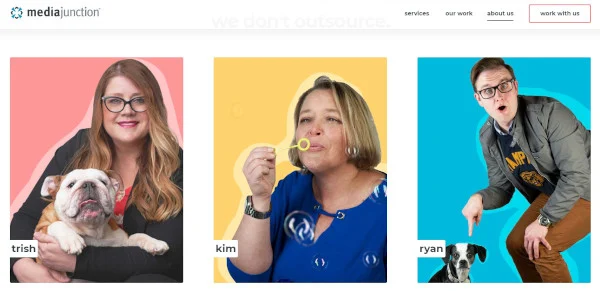 mediajunction®
services our work about us work with us
we don't outsource.
trish kim ryan